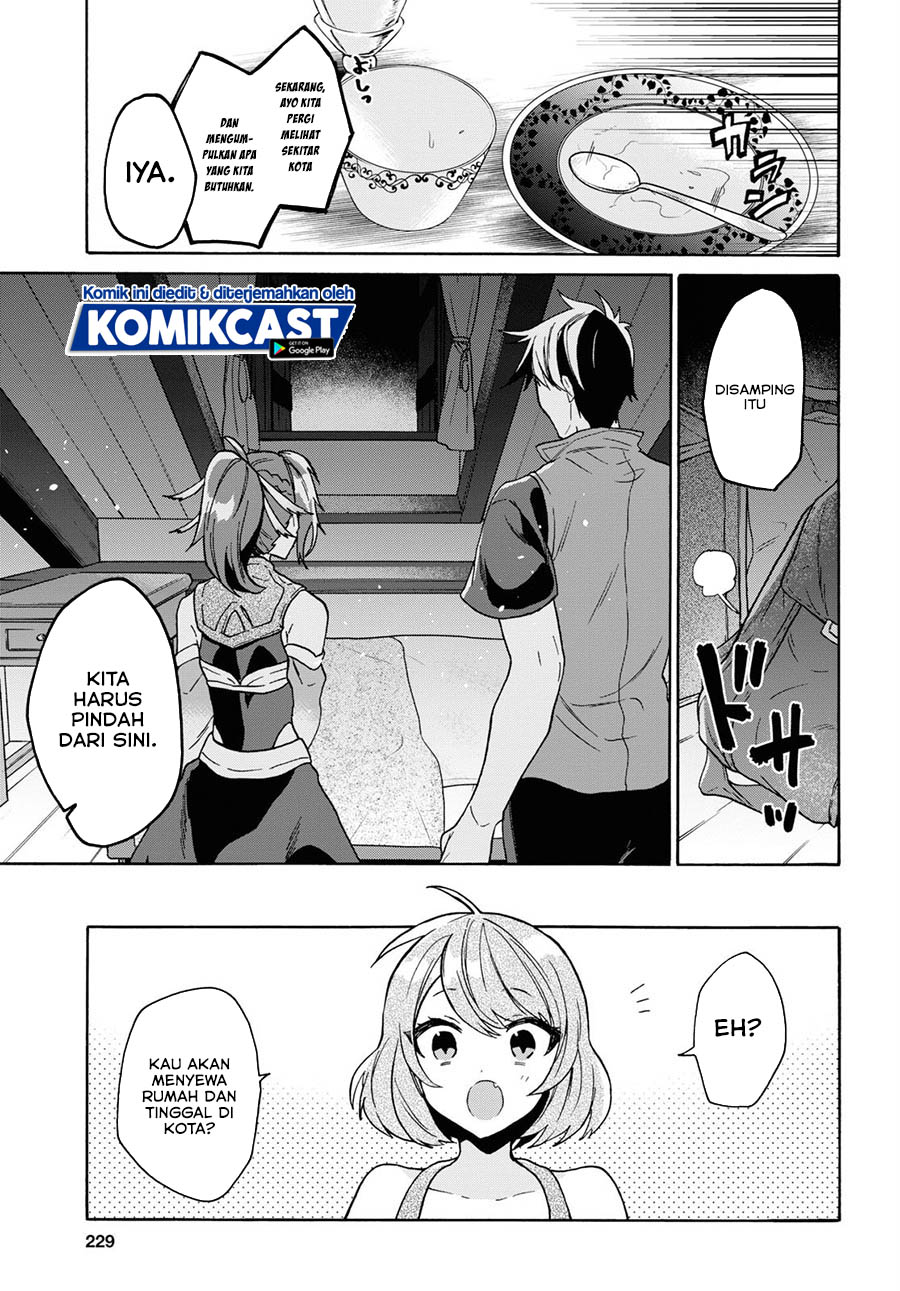 よしっ
SEKARANG,
AYO KITA
PERGI
MELIHAT
SEKITAR
KOTA
DAN
MENGUM-
PULKAN APA
YANG KITA
BUTUHKAN.
IYA.
カラン
DISAMPING
ITU
ドサッ
Komik ini diedit & diterjemahkan oleh
KOMIKCAST
GET IT ON
Google Play
KITA
HARUS
PINDAH
DARI SINI.
EH?
KAU AKAN
MENYEWA
RUMAH DAN
TINGGAL DI
KOTA?
229